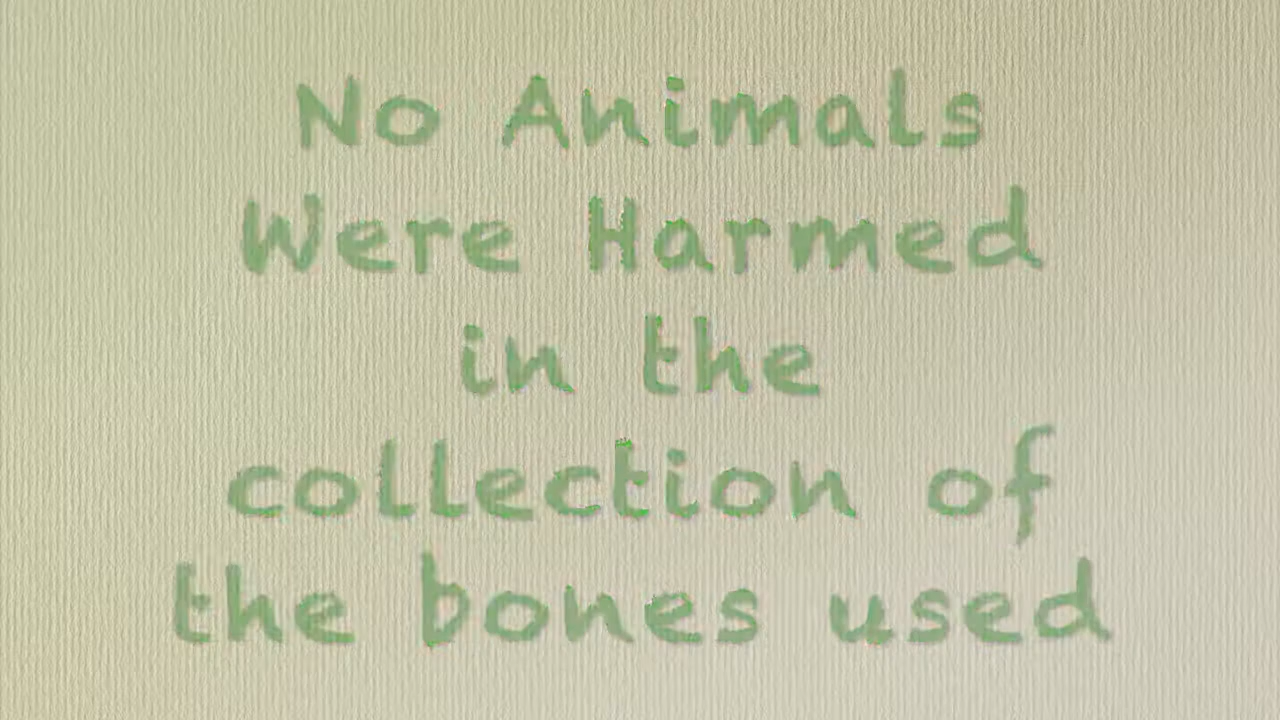 No Animals
Were Harmed
in the
collection of
the bones used